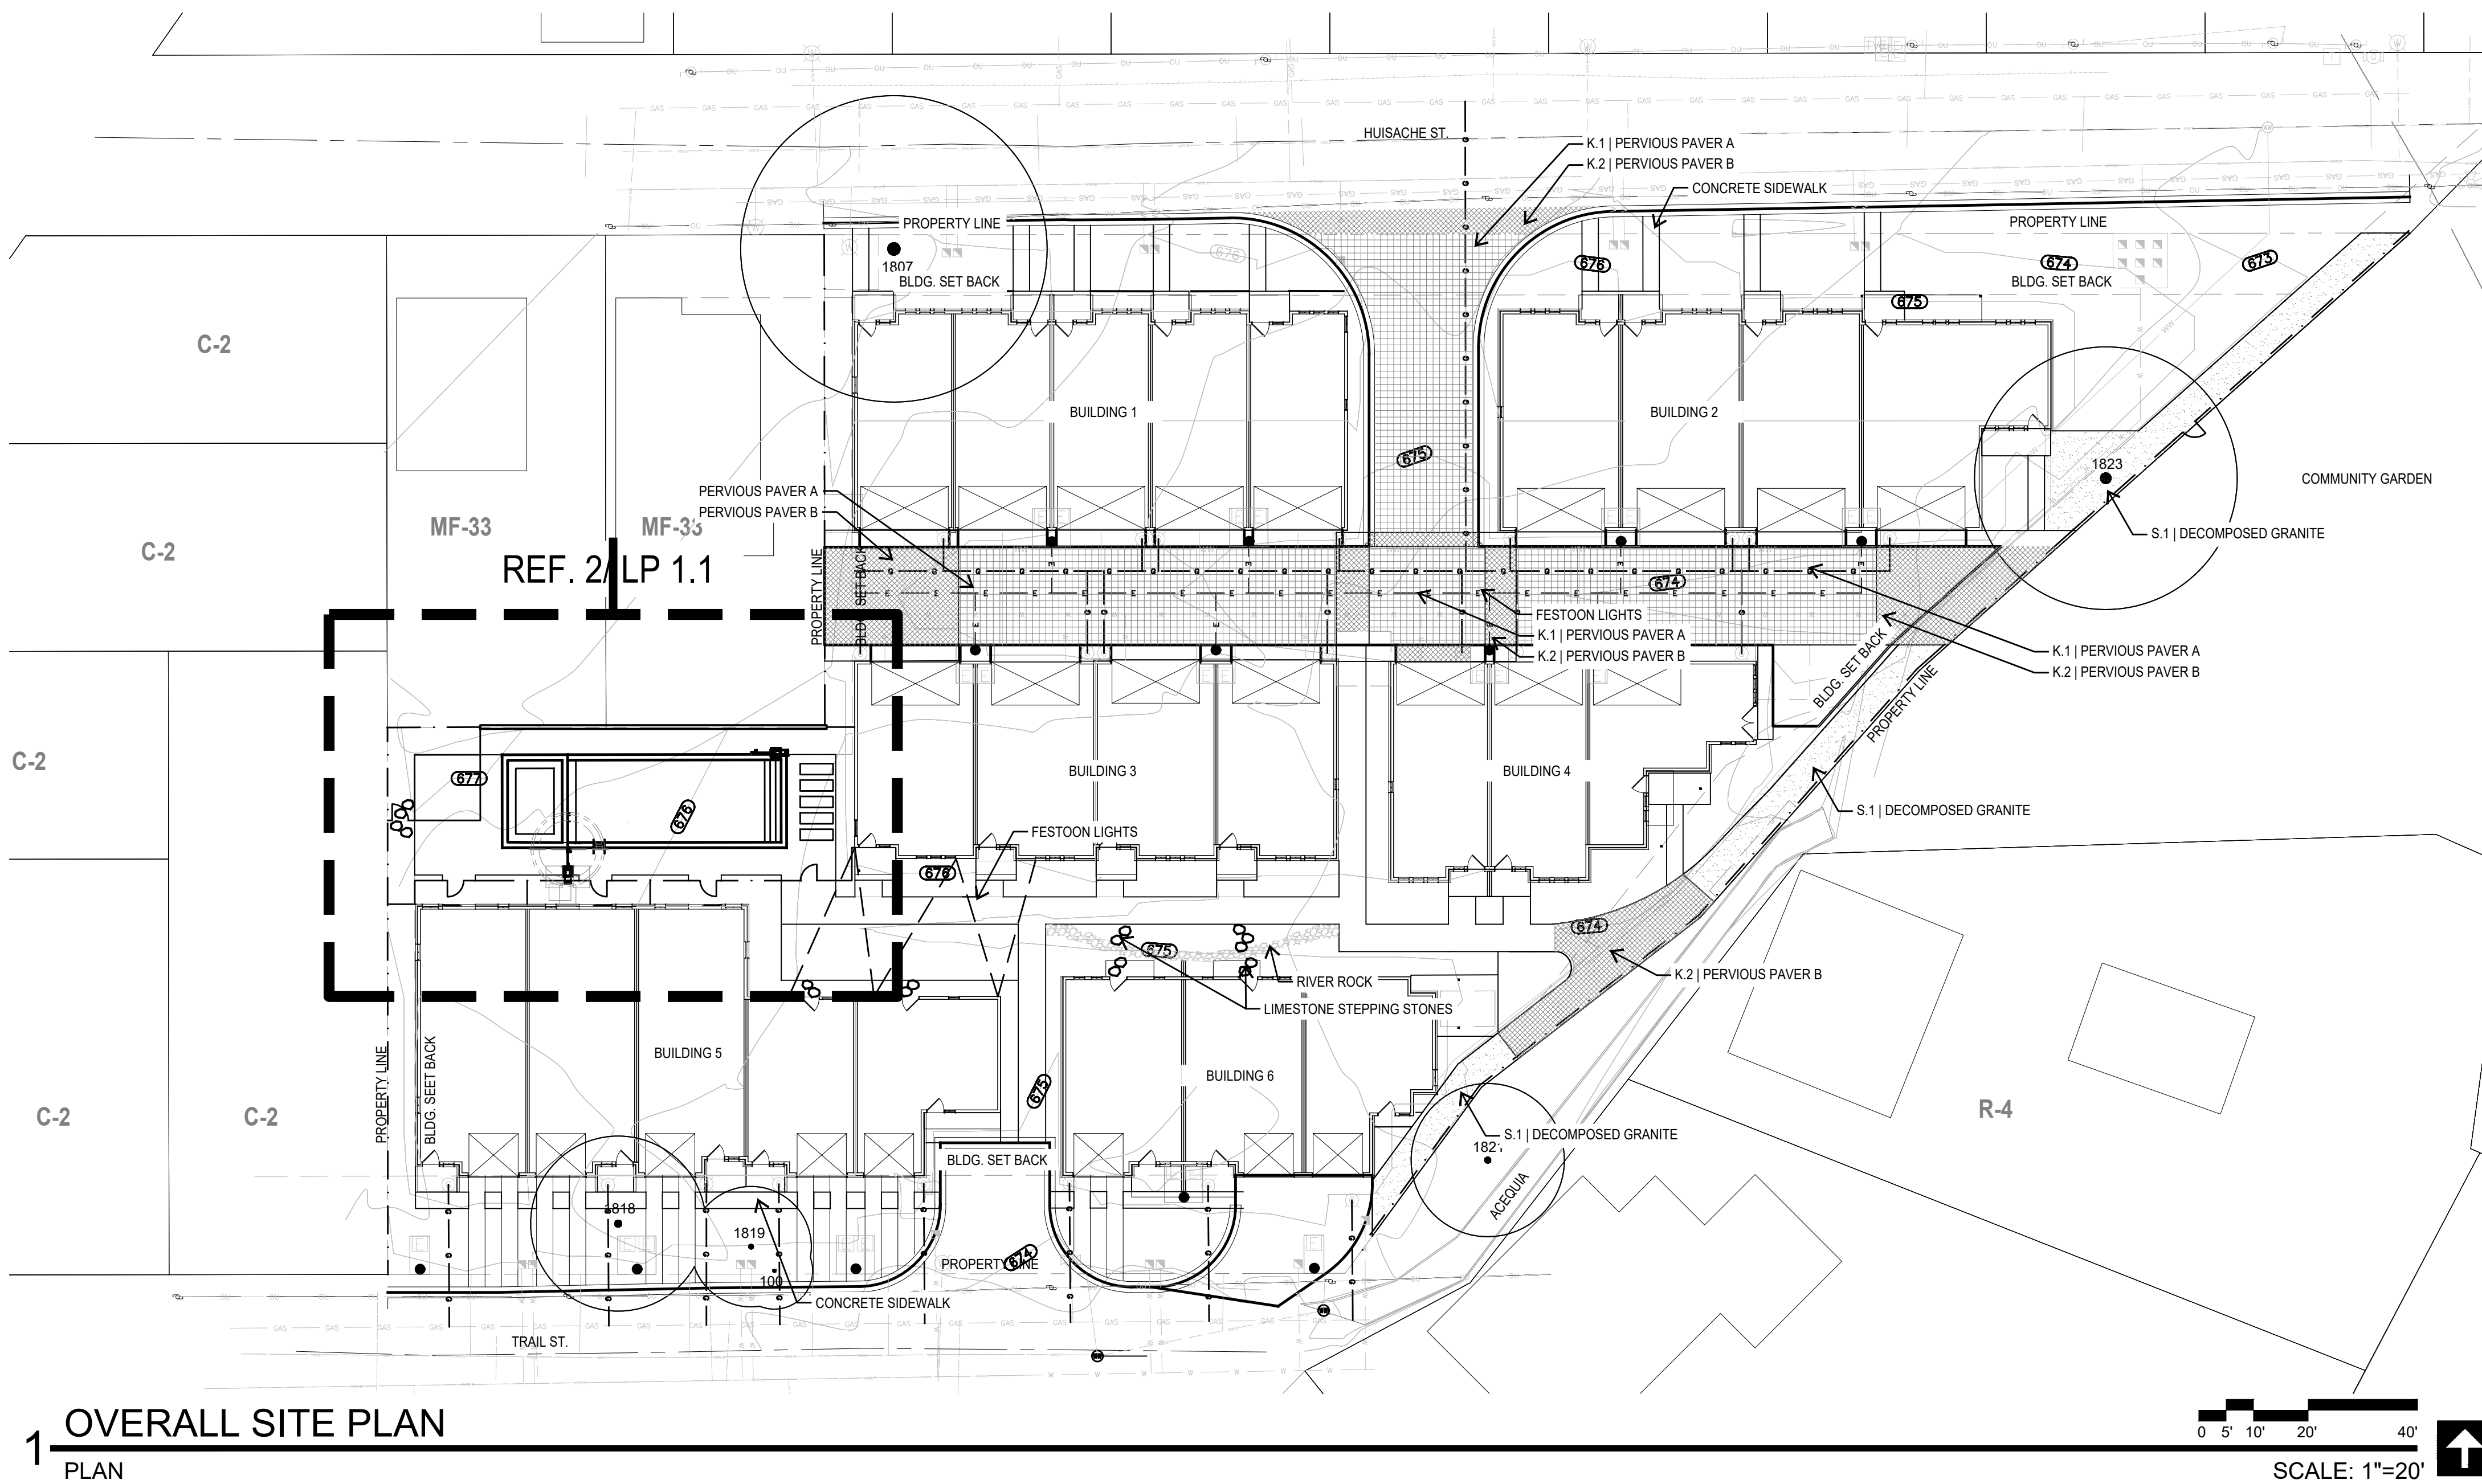 HUISACHE ST.
K.1 | PERVIOUS PAVER A
K.2 | PERVIOUS PAVER B
CONCRETE SIDEWALK
PROPERTY LINE
PROPERTY LINE
1807
BLDG. SET BACK
676
676
674
673
BLDG. SET BACK
675
C-2
BUILDING 1
BUILDING 2
675
1823
COMMUNITY GARDEN
PERVIOUS PAVER A
PERVIOUS PAVER B
MF-33
MF-33
C-2
S.1 | DECOMPOSED GRANITE
REF. 2/ LP 1.1
PROPERTY LINE
BLDG. SET BACK
674
FESTOON LIGHTS
K.1 | PERVIOUS PAVER A
K.2 | PERVIOUS PAVER B
K.1 | PERVIOUS PAVER A
K.2 | PERVIOUS PAVER B
BLDG. SET BACK
PROPERTY LINE
C-2
677
676
BUILDING 3
BUILDING 4
S.1 | DECOMPOSED GRANITE
FESTOON LIGHTS
676
675
674
K.2 | PERVIOUS PAVER B
RIVER ROCK
LIMESTONE STEPPING STONES
PROPERTY LINE
BLDG. SEET BACK
BUILDING 5
BUILDING 6
675
C-2
C-2
R-4
S.1 | DECOMPOSED GRANITE
BLDG. SET BACK
ACEQUIA
1818
1819
100
674
PROPERTY LINE
CONCRETE SIDEWALK
TRAIL ST.
1
OVERALL SITE PLAN
PLAN
0 5' 10' 20' 40'
SCALE: 1"=20'